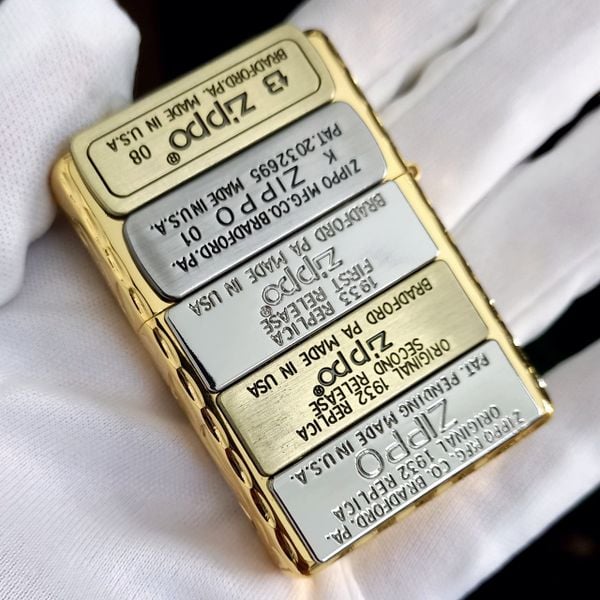 ORIGINAL 1932 REPLICA
ZIPPO MFG. CO. BRADFORD, PA.
ZIPPO
PAT. PENDING MADE IN U.S.A.
ORIGINAL 1932 REPLICA
SECOND RELEASE
Zippo®
BRADFORD PA MADE IN USA
1933 REPLICA
FIRST RELEASE
Zippo®
BRADFORD PA MADE IN USA
ZIPPO MFG.CO.BRADFORD,PA.
K ZIPPO 01
PAT.2032695 MADE IN U.S.A.
Zippo® 08
BRADFORD,PA. MADE IN U.S.A